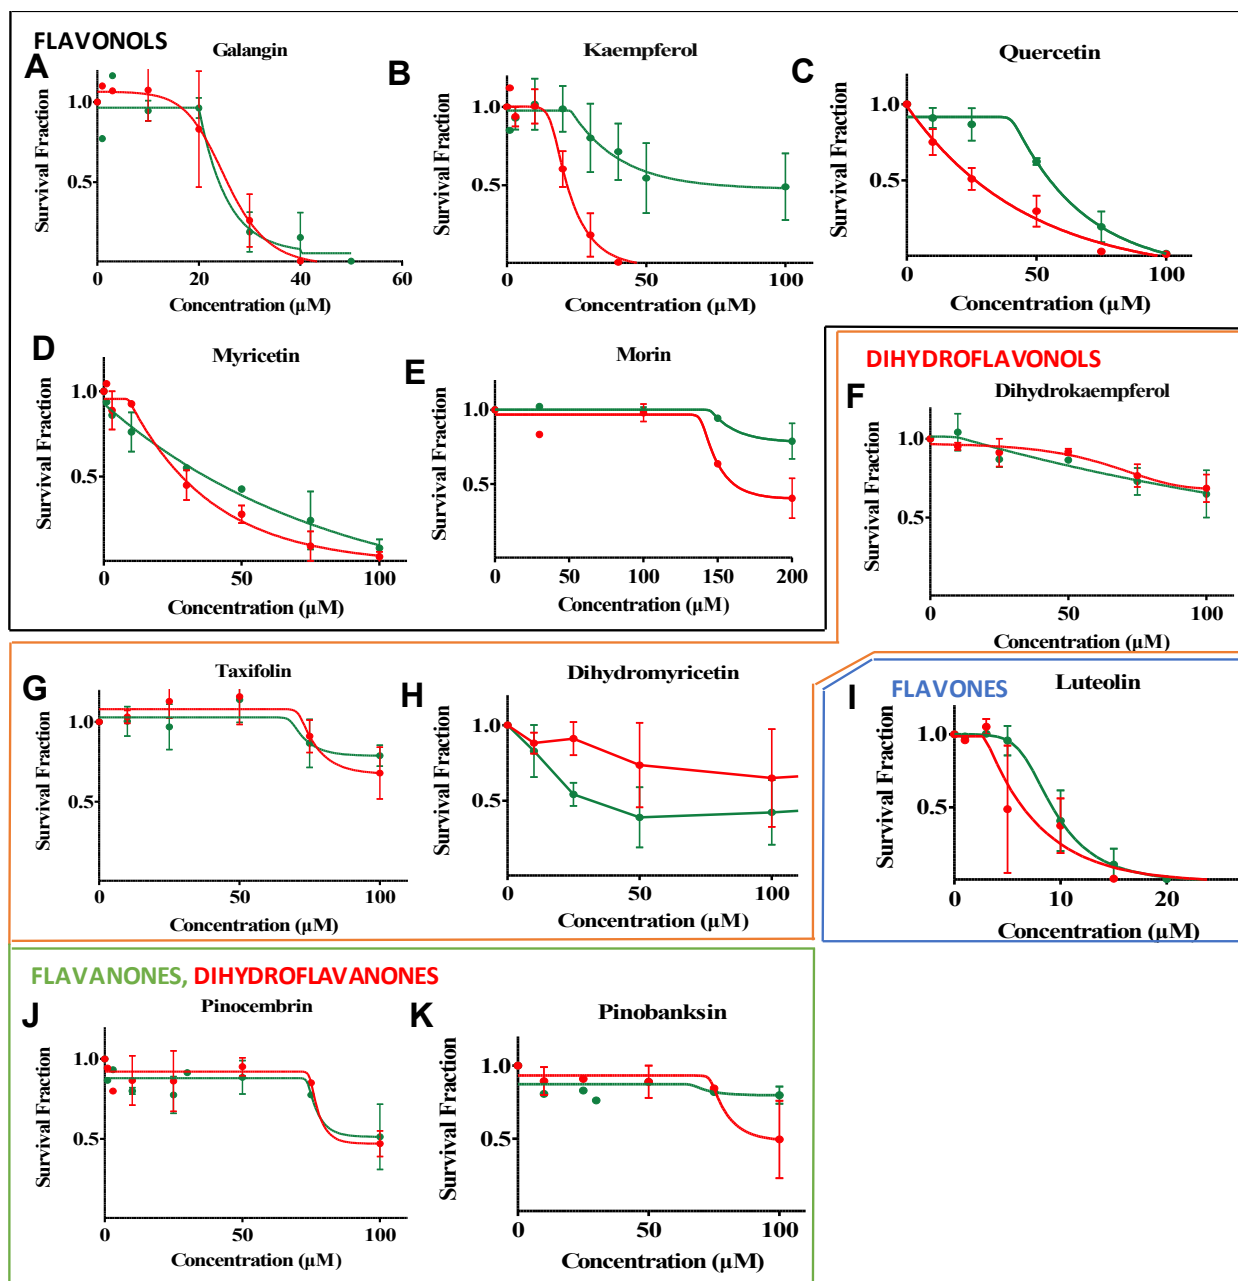 FLAVONOLS
A
Galangin
Survival Fraction
1.0
0.5
0
20
40
60
Concentration (µM)
B
Kaempferol
Survival Fraction
1.0
0.5
0
50
100
Concentration (µM)
C
Quercetin
Survival Fraction
1.0
0.5
0
50
100
Concentration (µM)
D
Myricetin
Survival Fraction
1.0
0.5
0
50
100
Concentration (µM)
E
Morin
Survival Fraction
1.0
0.5
0
50
100
150
200
Concentration (µM)
DIHYDROFLAVONOLS
F
Dihydrokaempferol
Survival Fraction
1.0
0.5
0
50
100
Concentration (µM)
G
Taxifolin
Survival Fraction
1.0
0.5
0
50
100
Concentration (µM)
H
Dihydromyricetin
Survival Fraction
1.0
0.5
0
50
100
Concentration (µM)
FLAVONES
I
Luteolin
Survival Fraction
1.0
0.5
0
10
20
Concentration (µM)
FLAVANONES, DIHYDROFLAVANONES
J
Pinocembrin
Survival Fraction
1.0
0.5
0
50
100
Concentration (µM)
K
Pinobanksin
Survival Fraction
1.0
0.5
0
50
100
Concentration (µM)